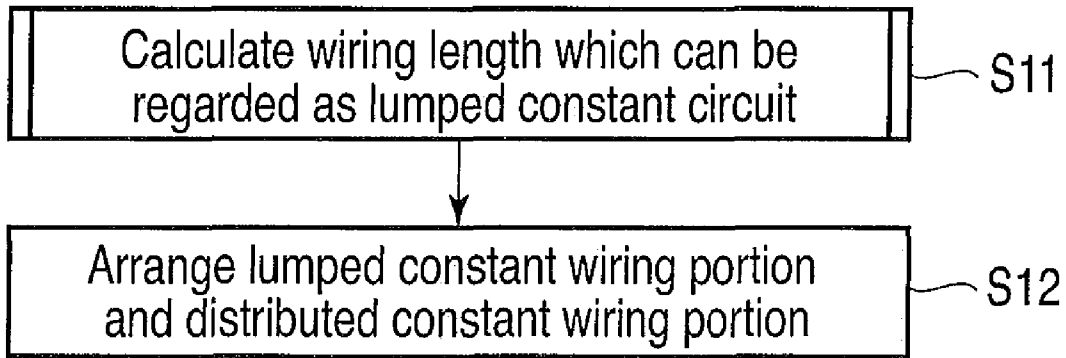 Calculate wiring length which can be
regarded as lumped constant circuit
S11
Arrange lumped constant wiring portion
and distributed constant wiring portion
S12